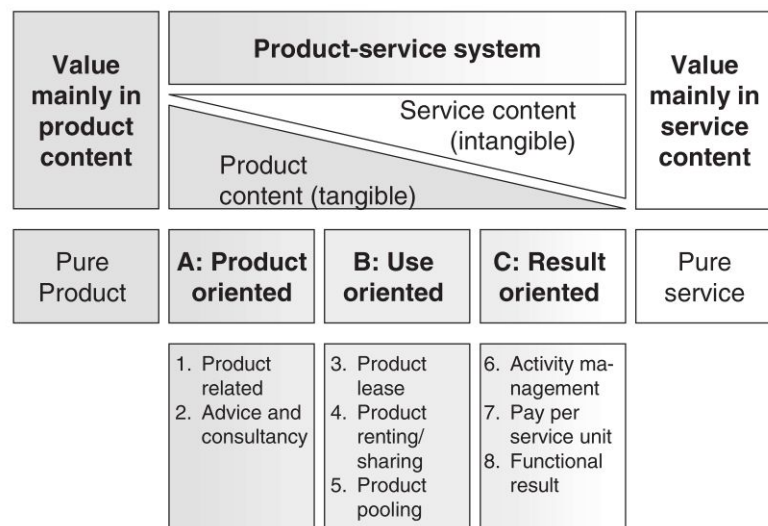 Value
mainly in
product
content
Product-service system
Service content
(intangible)
Product
content (tangible)
Value
mainly in
service
content
Pure
Product
A: Product
oriented
B: Use
oriented
C: Result
oriented
Pure
service
1. Product
related
2. Advice and
consultancy
3. Product
lease
4. Product
renting/
sharing
5. Product
pooling
6. Activity ma-
nagement
7. Pay per
service unit
8. Functional
result